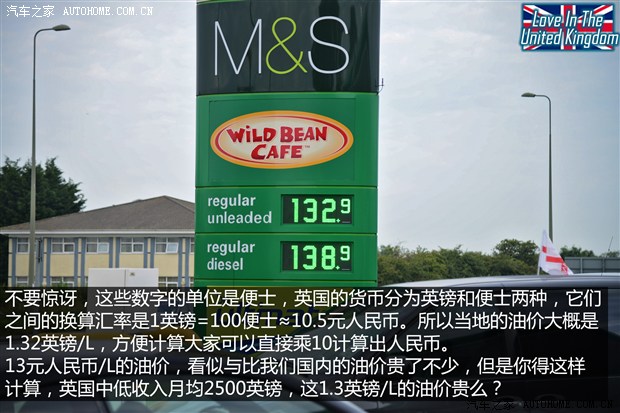 汽车之家 AUTOHOME.COM.CN
汽车之家 AUTOHOME.COM.CN
Love In The
United Kingdom
M&S
WILD BEAN
CAFE
regular
unleaded
132.9
regular
diesel
138.9
不要惊讶，这些数字的单位是便士，英国的货币分为英镑和便士两种，它们
之间的换算汇率是1英镑=100便士≈10.5元人民币。所以当地的油价大概是
1.32英镑/L，方便计算大家可以直接乘10计算出人民币。
13元人民币/L的油价，看似与比我们国内的油价贵了不少，但是你得这样
计算，英国中低收入月均2500英镑，这1.3英镑/L的油价贵么？